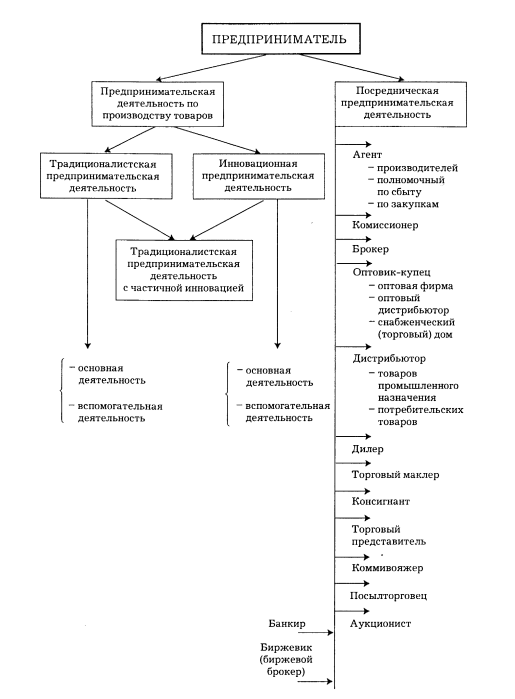 ПРЕДПРИНИМАТЕЛЬ
Предпринимательская
деятельность по
производству товаров
Посредническая
предпринимательская
деятельность
Традиционалистская
предпринимательская
деятельность
Инновационная
предпринимательская
деятельность
Традиционалистская
предпринимательская
деятельность
с частичной инновацией
– основная
деятельность
– вспомогательная
деятельность
– основная
деятельность
– вспомогательная
деятельность
Агент
– производителей
– полномочный
по сбыту
– по закупкам
Комиссионер
Брокер
Оптовик-купец
– оптовая фирма
– оптовый
дистрибьютор
– снабженческий
(торговый) дом
Дистрибьютор
– товаров
промышленного
назначения
– потребительских
товаров
Дилер
Торговый маклер
Консигнант
Торговый
представитель
Коммивояжер
Посылторговец
Аукционист
Банкир
Биржевик
(биржевой
брокер)